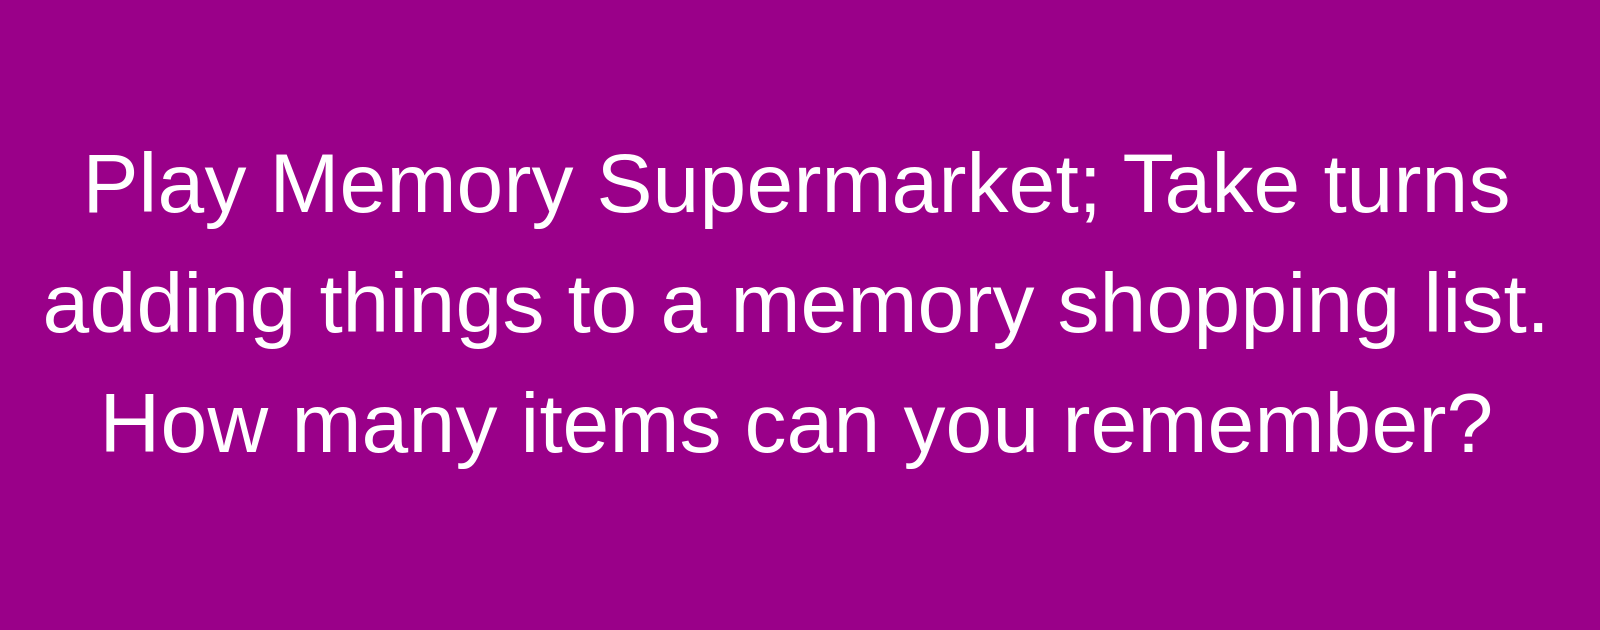 Play Memory Supermarket; Take turns
adding things to a memory shopping list.
How many items can you remember?